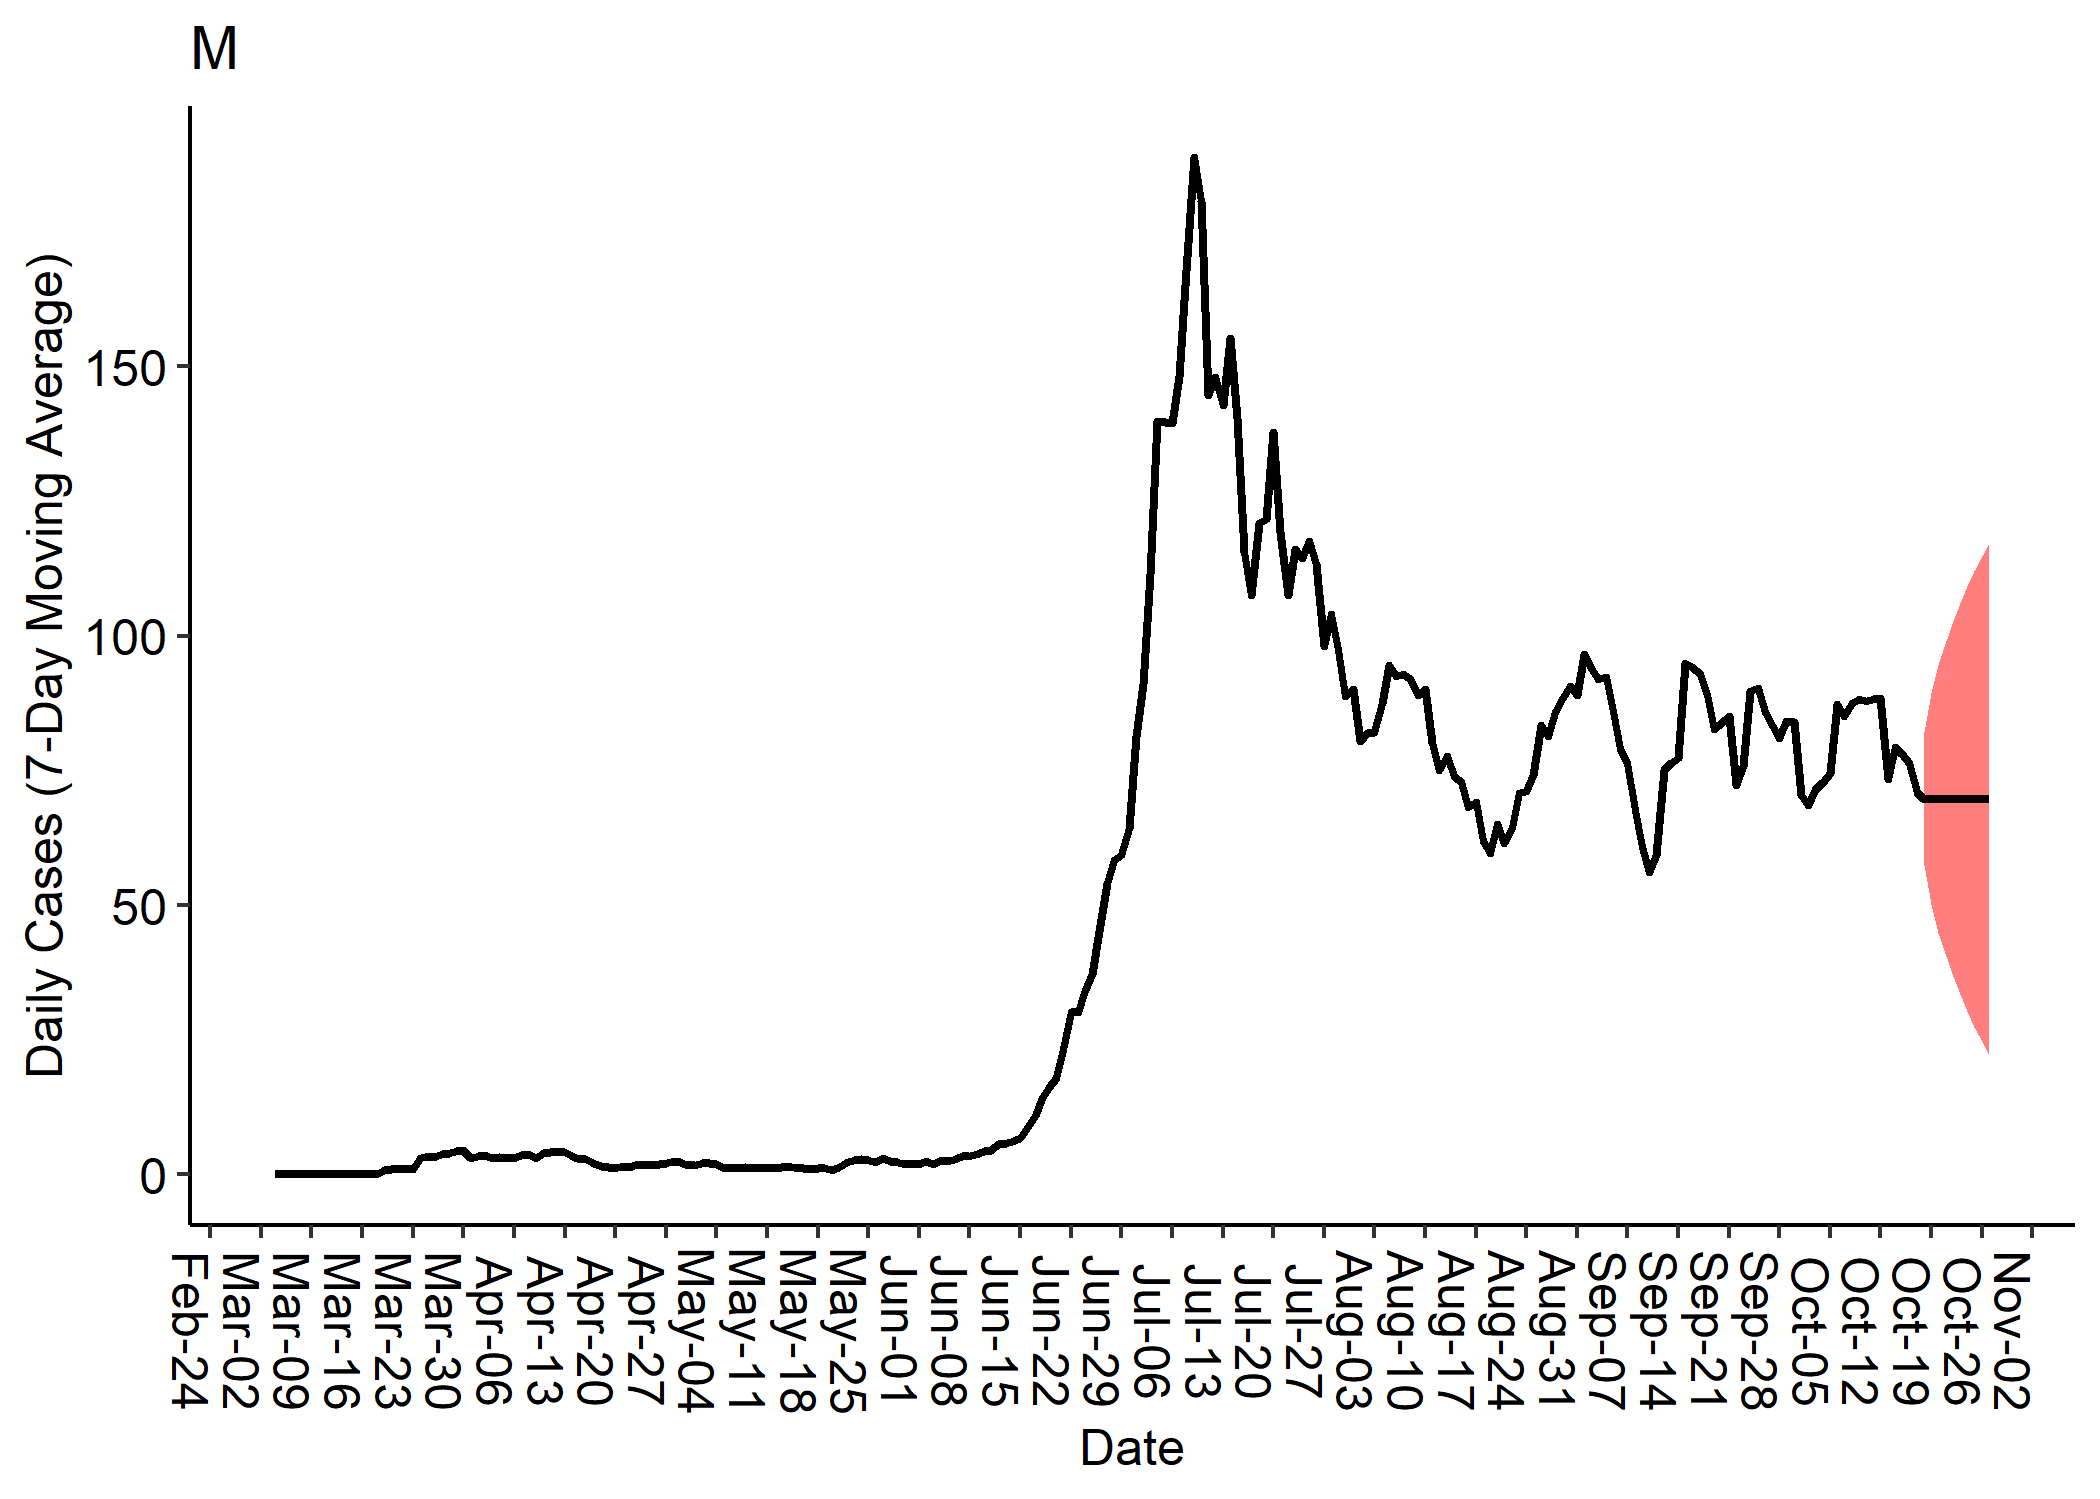 M
Daily Cases (7-Day Moving Average)
150
100
50
0
Feb-24
Mar-02
Mar-09
Mar-16
Mar-23
Mar-30
Apr-06
Apr-13
Apr-20
Apr-27
May-04
May-11
May-18
May-25
Jun-01
Jun-08
Jun-15
Jun-22
Jun-29
Jul-06
Jul-13
Jul-20
Jul-27
Aug-03
Aug-10
Aug-17
Aug-24
Aug-31
Sep-07
Sep-14
Sep-21
Sep-28
Oct-05
Oct-12
Oct-19
Oct-26
Nov-02
Date